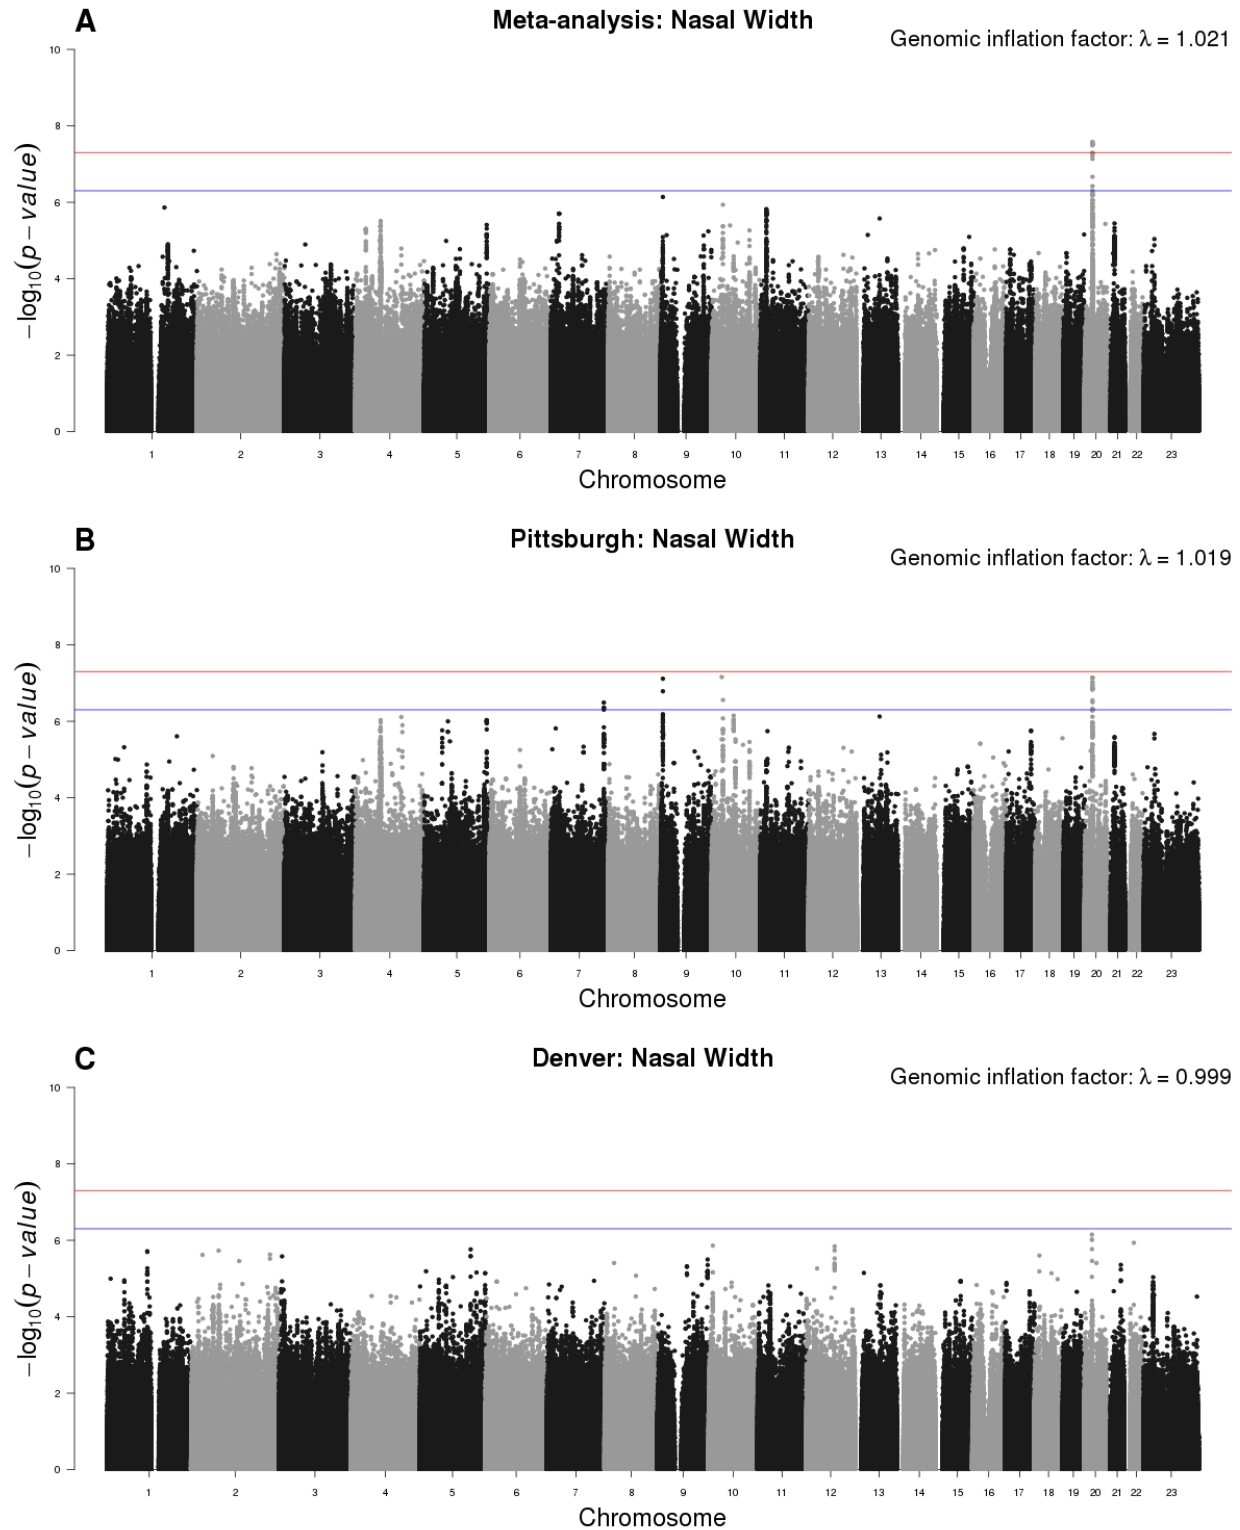 A
Meta-analysis: Nasal Width
Genomic inflation factor: λ = 1.021
10
8
6
4
2
0
−log10(p − value)
1 2 3 4 5 6 7 8 9 10 11 12 13 14 15 16 17 18 19 20 21 22 23
Chromosome
B
Pittsburgh: Nasal Width
Genomic inflation factor: λ = 1.019
10
8
6
4
2
0
−log10(p − value)
1 2 3 4 5 6 7 8 9 10 11 12 13 14 15 16 17 18 19 20 21 22 23
Chromosome
C
Denver: Nasal Width
Genomic inflation factor: λ = 0.999
10
8
6
4
2
0
−log10(p − value)
1 2 3 4 5 6 7 8 9 10 11 12 13 14 15 16 17 18 19 20 21 22 23
Chromosome